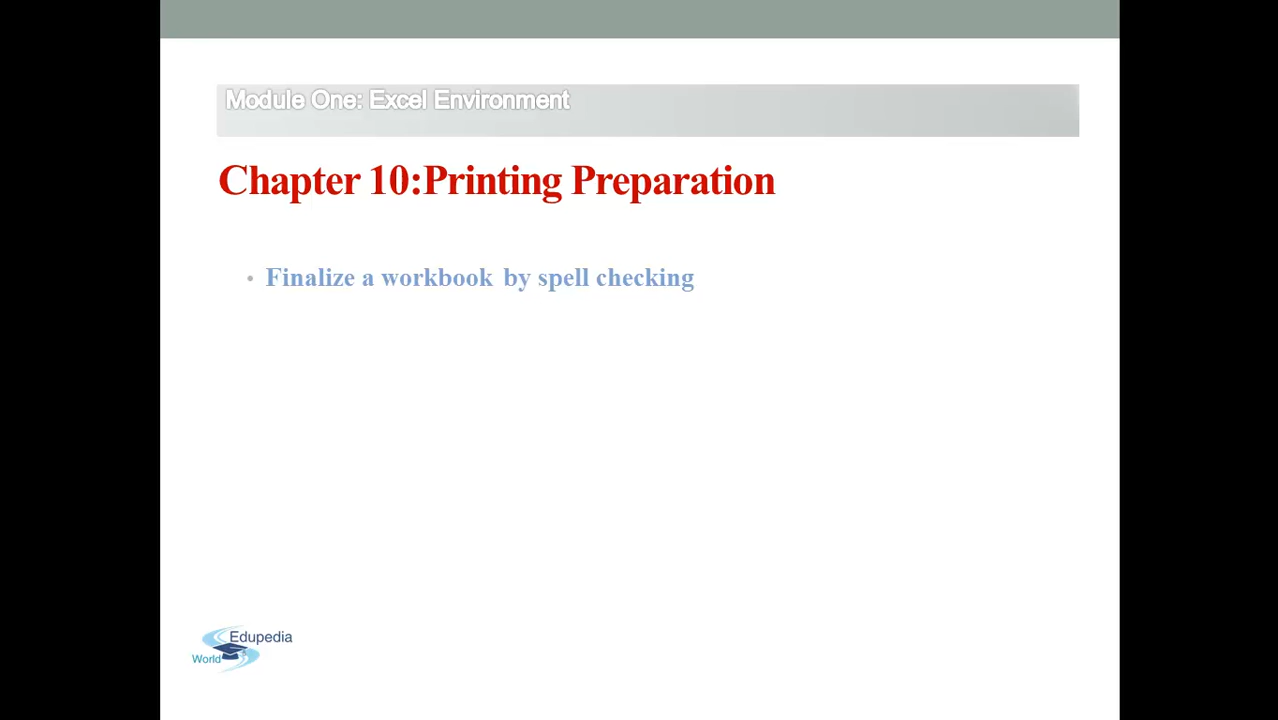 Module One: Excel Environment
Chapter 10:Printing Preparation
• Finalize a workbook by spell checking
Edupedia
World